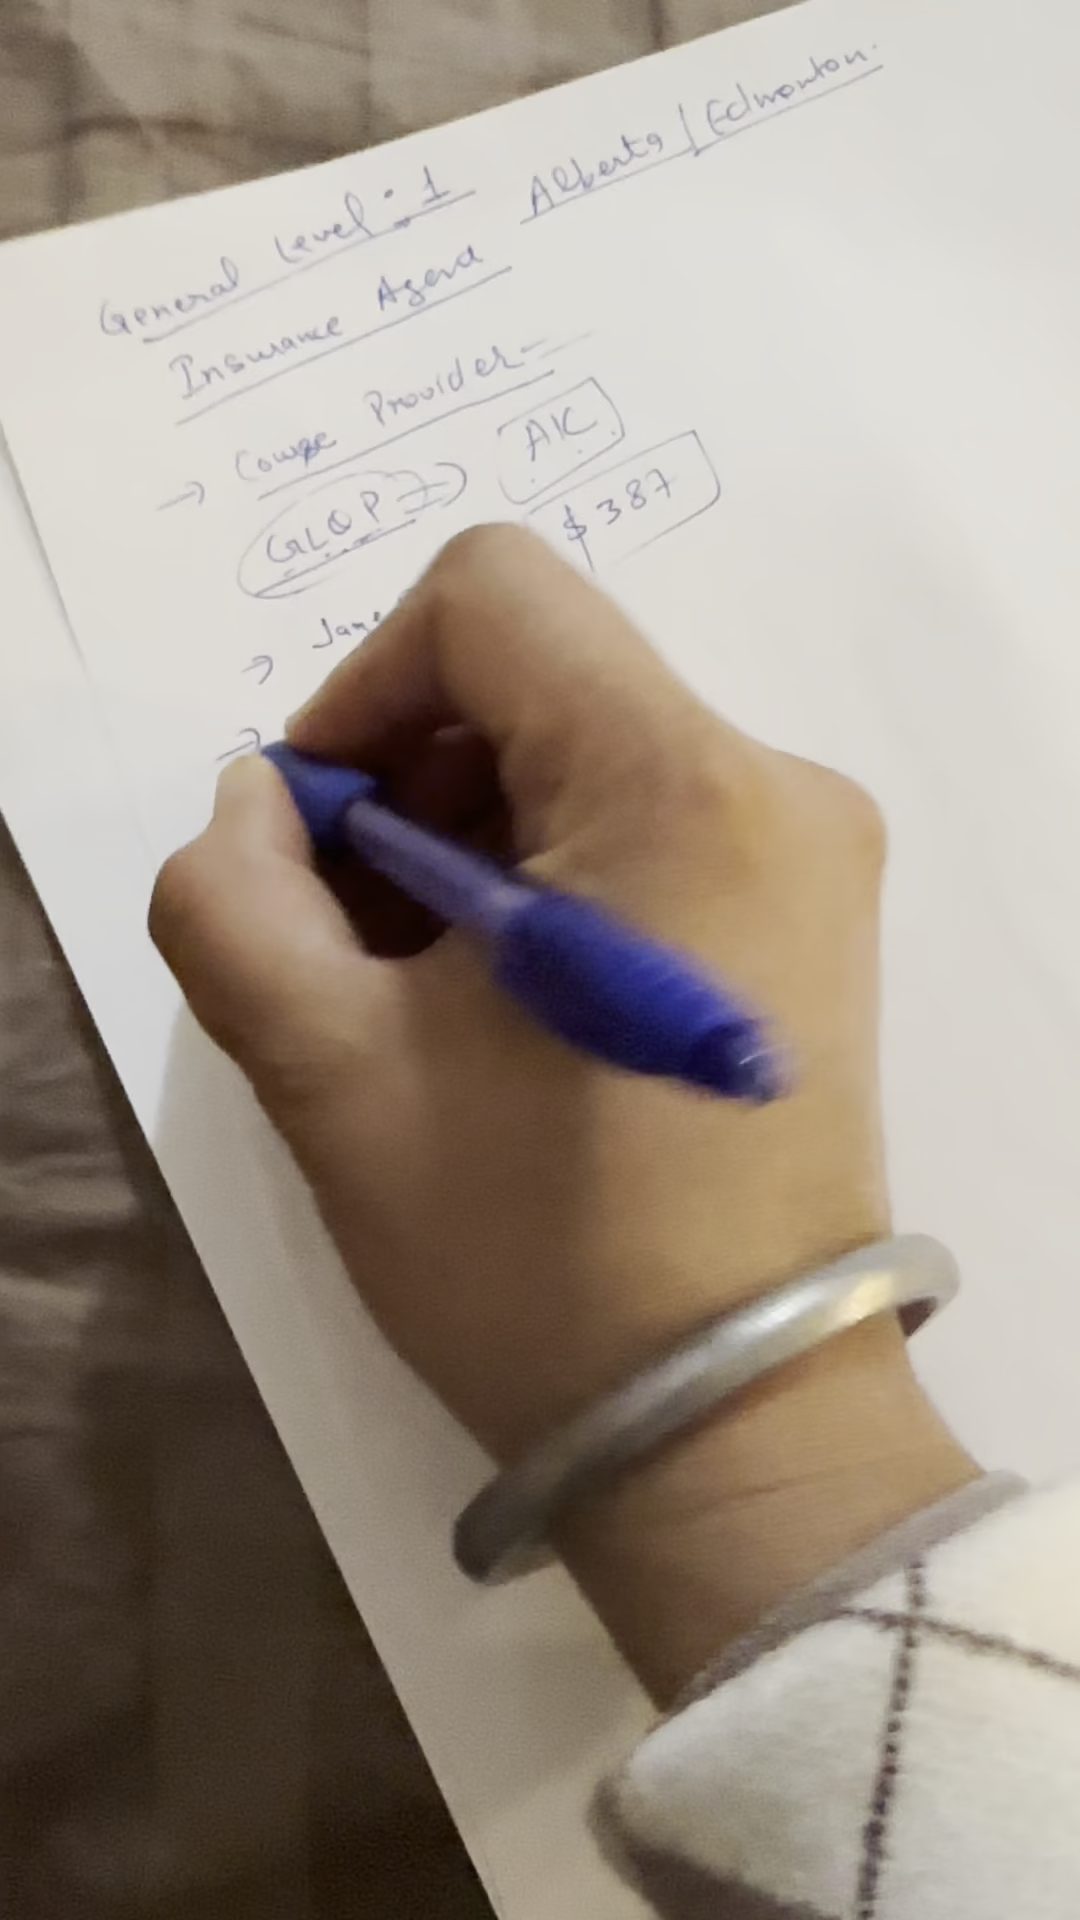 General Level : 1 Alberta / Edmonton.
Insurance Agent
→ Course Provider -
GLQP → AIC
$387
→
→